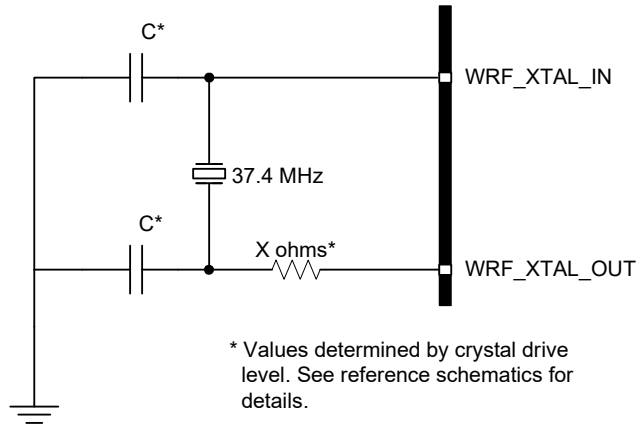 C*
WRF_XTAL_IN
37.4 MHz
C*
X ohms*
WRF_XTAL_OUT
* Values determined by crystal drive
level. See reference schematics for
details.